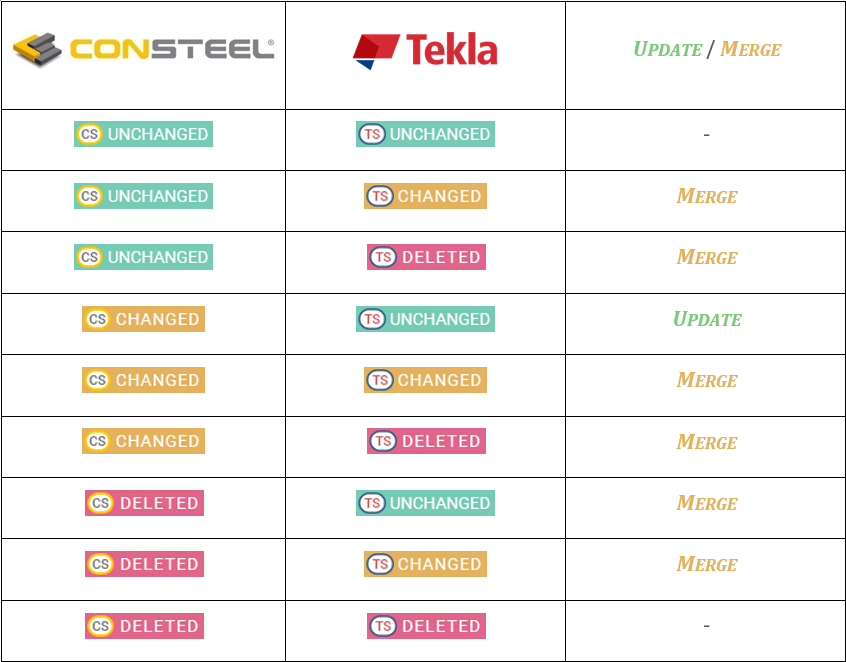 CONSTEEL® Tekla UPDATE / MERGE
CS UNCHANGED TS UNCHANGED -
CS UNCHANGED TS CHANGED MERGE
CS UNCHANGED TS DELETED MERGE
CS CHANGED TS UNCHANGED UPDATE
CS CHANGED TS CHANGED MERGE
CS CHANGED TS DELETED MERGE
CS DELETED TS UNCHANGED MERGE
CS DELETED TS CHANGED MERGE
CS DELETED TS DELETED -